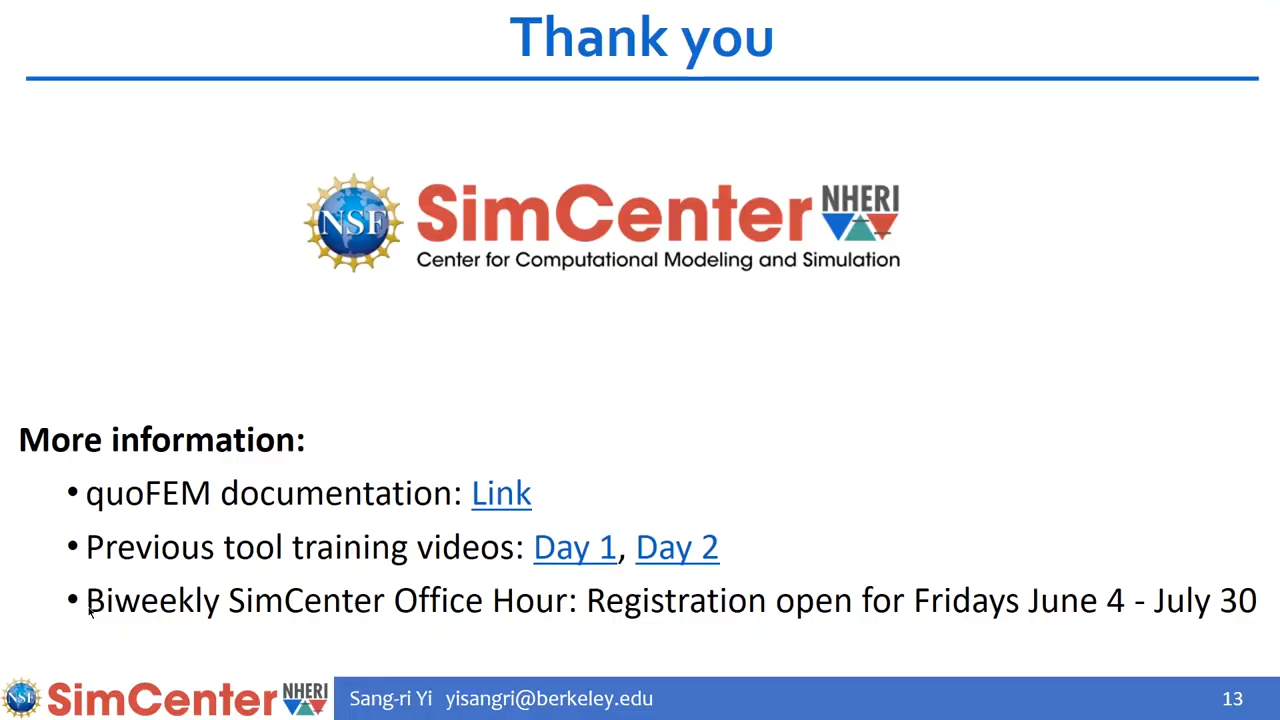 Thank you
NSF SimCenter NHERI
Center for Computational Modeling and Simulation
More information:
• quoFEM documentation: Link
• Previous tool training videos: Day 1, Day 2
• Biweekly SimCenter Office Hour: Registration open for Fridays June 4 - July 30
NSF SimCenter NHERI Sang-ri Yi yisangri@berkeley.edu 13